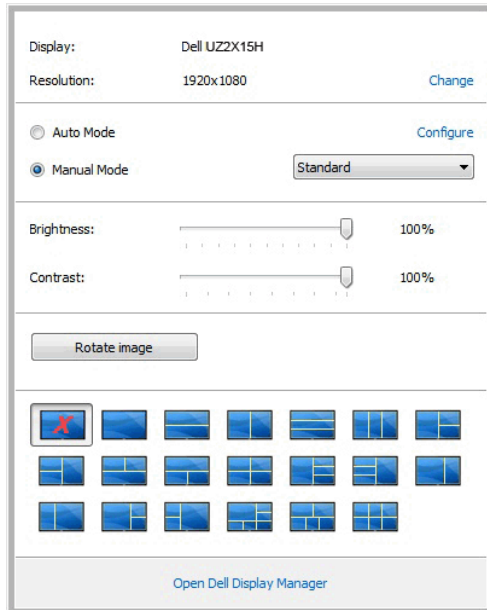 Display: Dell UZ2X15H
Resolution: 1920x1080 Change
Auto Mode Configure
Manual Mode Standard
Brightness: 100%
Contrast: 100%
Rotate image
X
Open Dell Display Manager